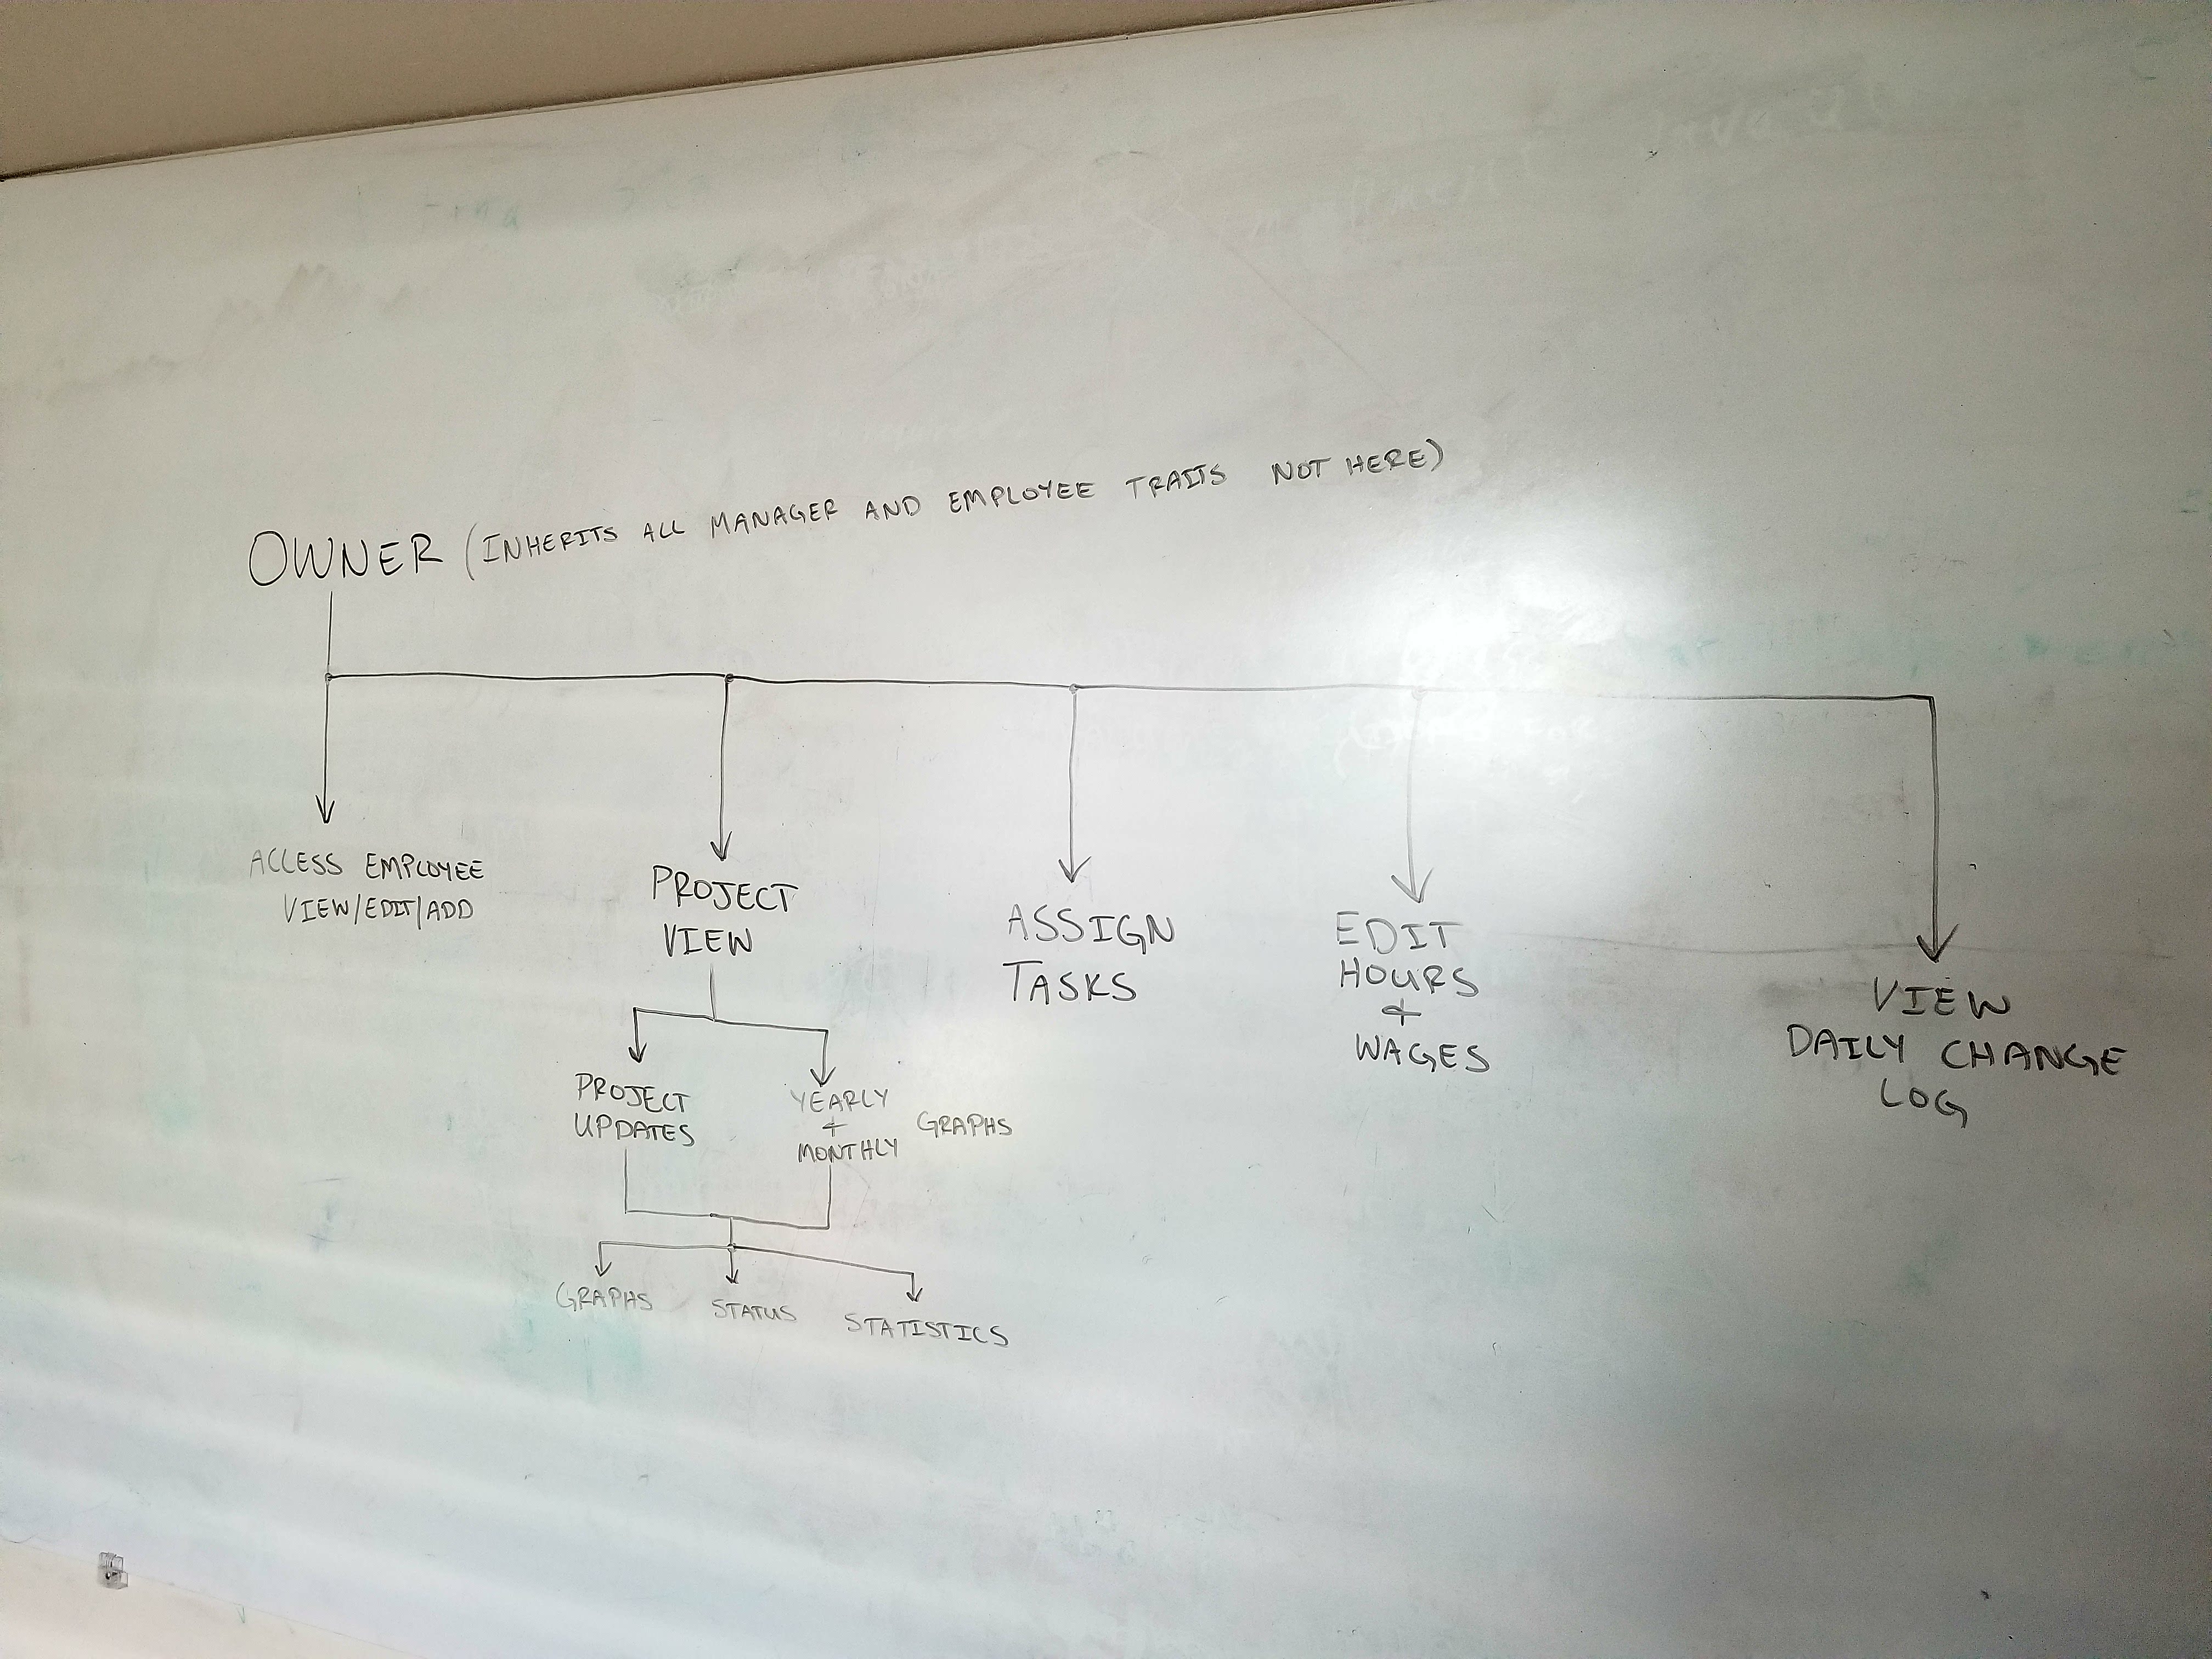 OWNER (INHERITS ALL MANAGER AND EMPLOYEE TRAITS NOT HERE)
ACCESS EMPLOYEE
VIEW/EDIT/ADD
PROJECT
VIEW
ASSIGN
TASKS
EDIT
HOURS
+
WAGES
VIEW
DAILY CHANGE
LOG
PROJECT
UPDATES
YEARLY
+
MONTHLY
GRAPHS
GRAPHS
STATUS
STATISTICS